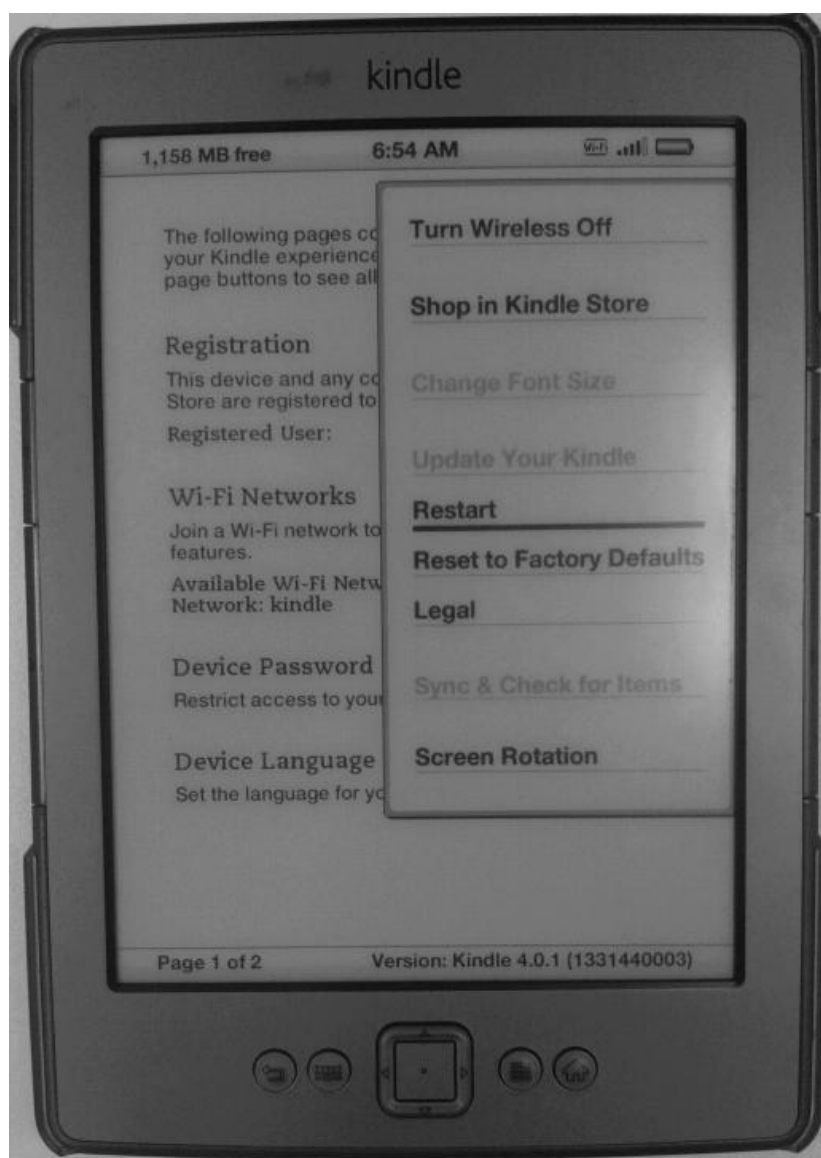 kindle
1,158 MB free 6:54 AM Wi-Fi
The following pages co
your Kindle experience
page buttons to see all
Registration
This device and any co
Store are registered to
Registered User:
Wi-Fi Networks
Join a Wi-Fi network to
features.
Available Wi-Fi Netw
Network: kindle
Device Password
Restrict access to your
Device Language
Set the language for yo
Turn Wireless Off
Shop in Kindle Store
Change Font Size
Update Your Kindle
Restart
Reset to Factory Defaults
Legal
Sync & Check for Items
Screen Rotation
Page 1 of 2 Version: Kindle 4.0.1 (1331440003)